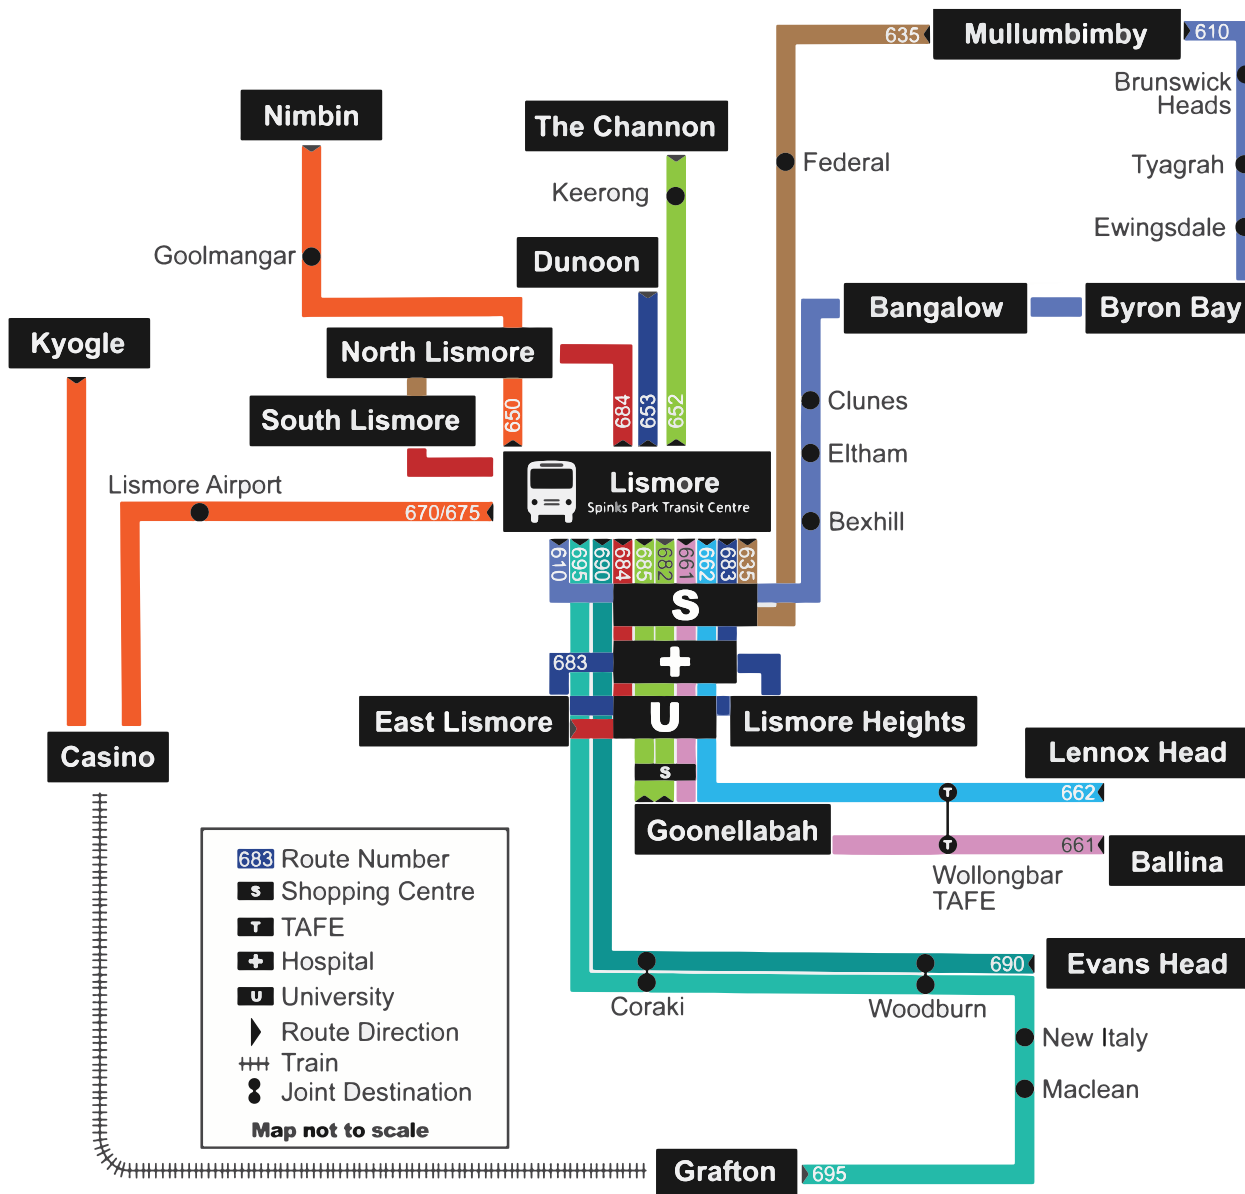 635
Mullumbimby
610
Brunswick
Heads
Nimbin
The Channon
Federal
Tyagrah
Keerong
Ewingsdale
Goolmangar
Dunoon
Bangalow
Byron Bay
Kyogle
North Lismore
South Lismore
650
684
653
652
Clunes
Eltham
Lismore Airport
670/675
Lismore
Spinks Park Transit Centre
Bexhill
610
695
690
684
685
682
661
662
683
635
S
683
+
East Lismore
U
Lismore Heights
Casino
S
Lennox Head
T
662
Goonellabah
T
661
Ballina
Wollongbar
TAFE
683 Route Number
S Shopping Centre
T TAFE
+ Hospital
U University
Route Direction
Train
Joint Destination
Map not to scale
690
Evans Head
Coraki
Woodburn
New Italy
Maclean
Grafton
695